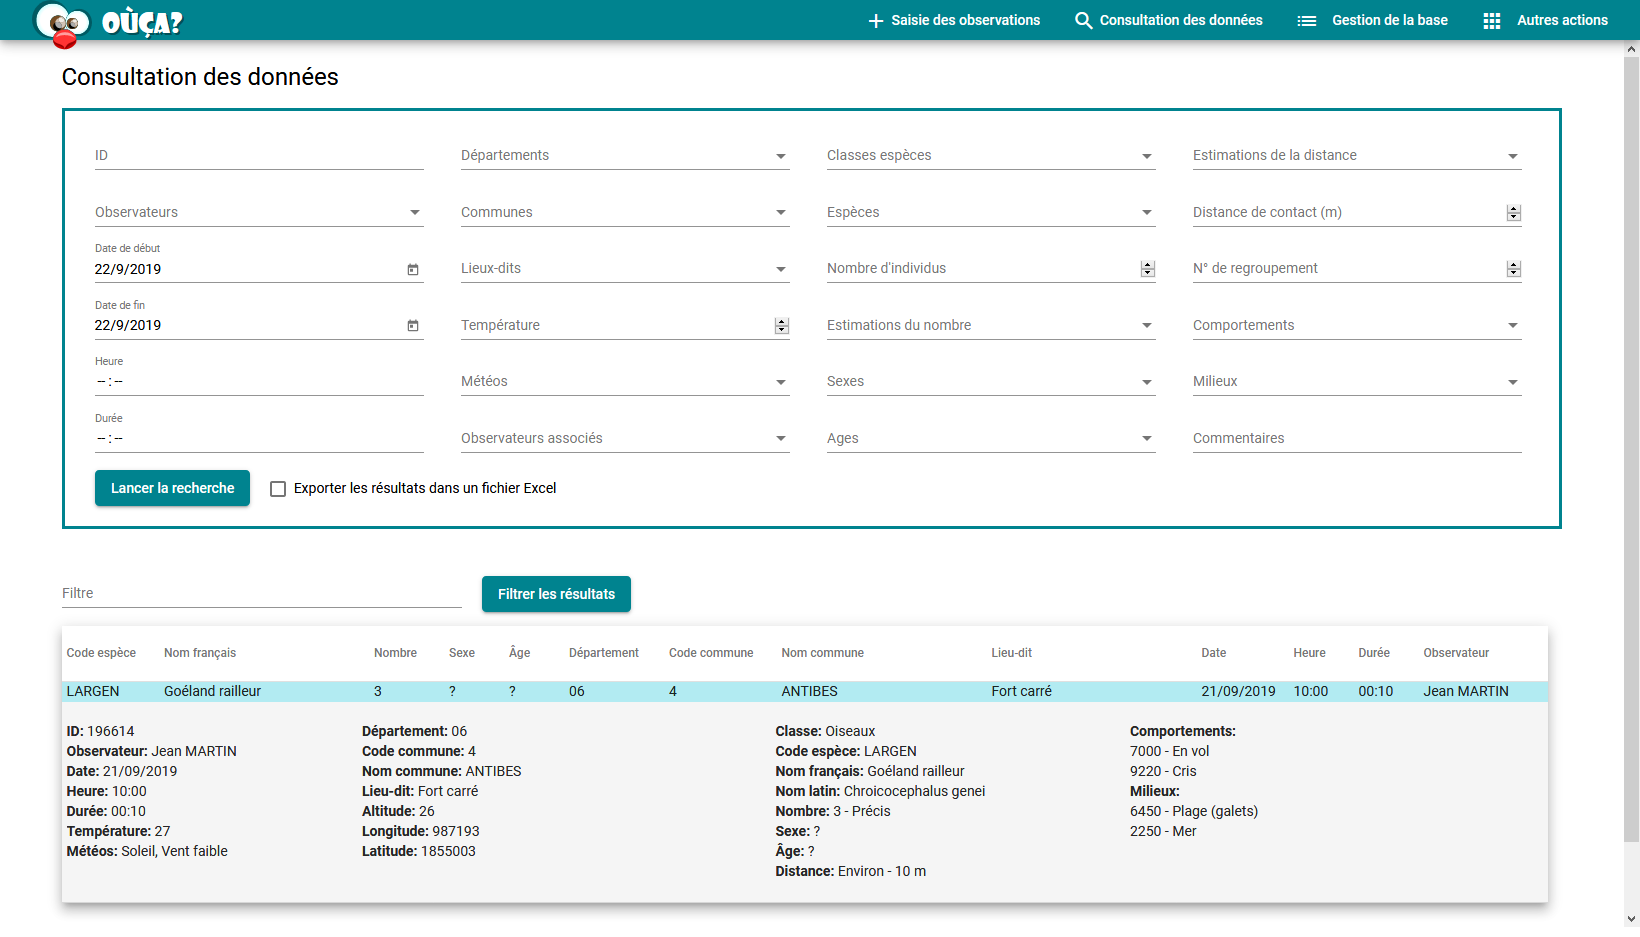 OÙ� ÇA?
Saisie des observations
Consultation des données
Gestion de la base
Autres actions
Consultation des données
ID
Départements
Classes espèces
Estimations de la distance
Observateurs
Communes
Espèces
Distance de contact (m)
Date de début
22/9/2019
Lieux-dits
Nombre d'individus
N° de regroupement
Date de fin
22/9/2019
Température
Estimations du nombre
Comportements
Heure
-- : --
Météos
Sexes
Milieux
Durée
-- : --
Observateurs associés
Ages
Commentaires
Lancer la recherche
Exporter les résultats dans un fichier Excel
Filtre
Filtrer les résultats
Code espèce Nom français Nombre Sexe Âge Département Code commune Nom commune Lieu-dit Date Heure Durée Observateur
LARGEN Goéland railleur 3 ? ? 06 4 ANTIBES Fort carré 21/09/2019 10:00 00:10 Jean MARTIN
ID: 196614
Observateur: Jean MARTIN
Date: 21/09/2019
Heure: 10:00
Durée: 00:10
Température: 27
Météos: Soleil, Vent faible
Département: 06
Code commune: 4
Nom commune: ANTIBES
Lieu-dit: Fort carré
Altitude: 26
Longitude: 987193
Latitude: 1855003
Classe: Oiseaux
Code espèce: LARGEN
Nom français: Goéland railleur
Nom latin: Chroicocephalus genei
Nombre: 3 - Précis
Sexe: ?
Âge: ?
Distance: Environ - 10 m
Comportements:
7000 - En vol
9220 - Cris
Milieux:
6450 - Plage (galets)
2250 - Mer